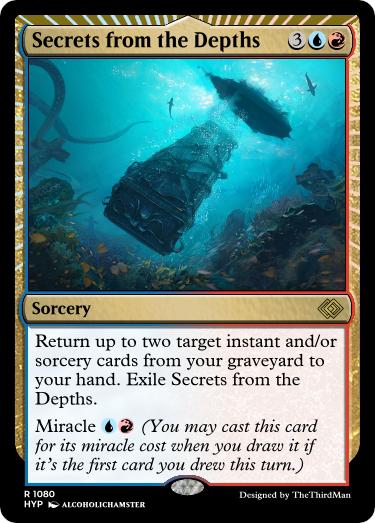 Secrets from the Depths 3
Sorcery
Return up to two target instant and/or
sorcery cards from your graveyard to
your hand. Exile Secrets from the
Depths.
Miracle (You may cast this card
for its miracle cost when you draw it if
it's the first card you drew this turn.)
R 1080
HYP ALCOHOLICHAMSTER
Designed by TheThirdMan